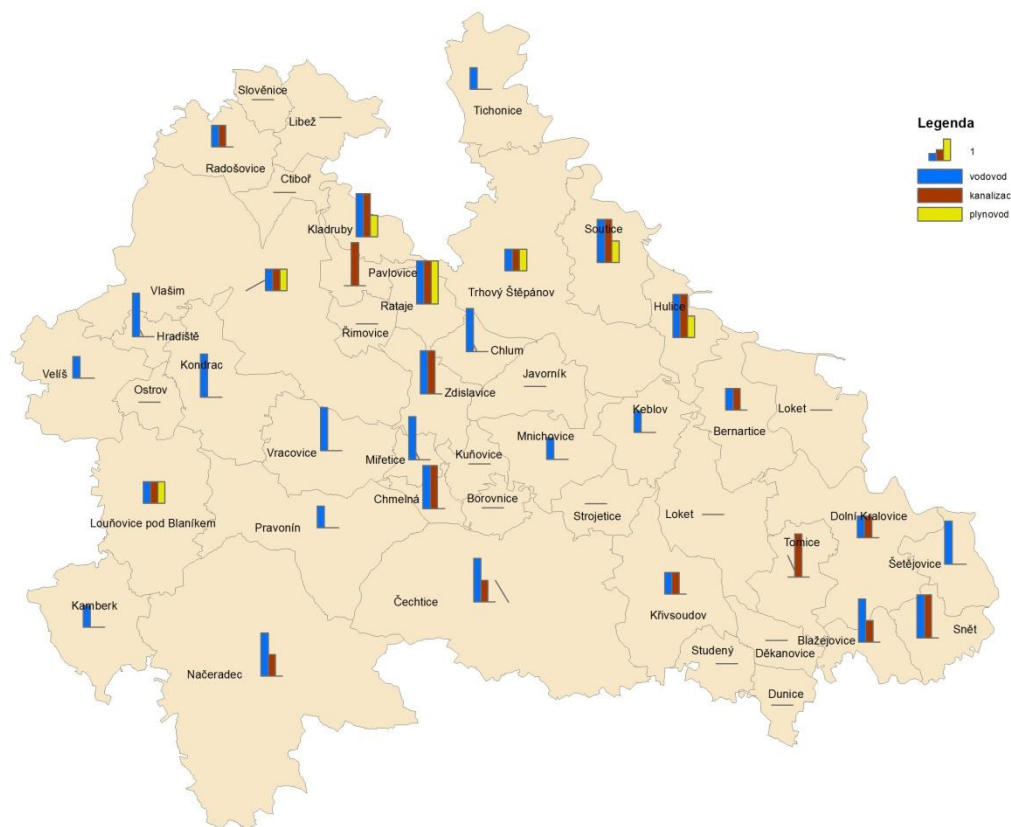 Slověnice
Libež
Tichonice
Radošovice
Ctiboř
Legenda
1
vodovod
kanalizac
plynovod
Kladruby
Soutice
Pavlovice
Trhový Štěpánov
Vlašim
Rataje
Hulice
Hradiště
Římovice
Chlum
Velíš
Kondrac
Javorník
Ostrov
Zdislavice
Keblov
Loket
Bernartice
Mnichovice
Vracovice
Miřetice
Kuňovice
Chmelná
Borovnice
Louňovice pod Blaníkem
Pravonín
Strojetice
Loket
Dolní Kralovice
Tomice
Šetějovice
Kamberk
Čechtice
Křivsoudov
Snět
Blažejovice
Studený
Děkanovice
Načeradec
Dunice